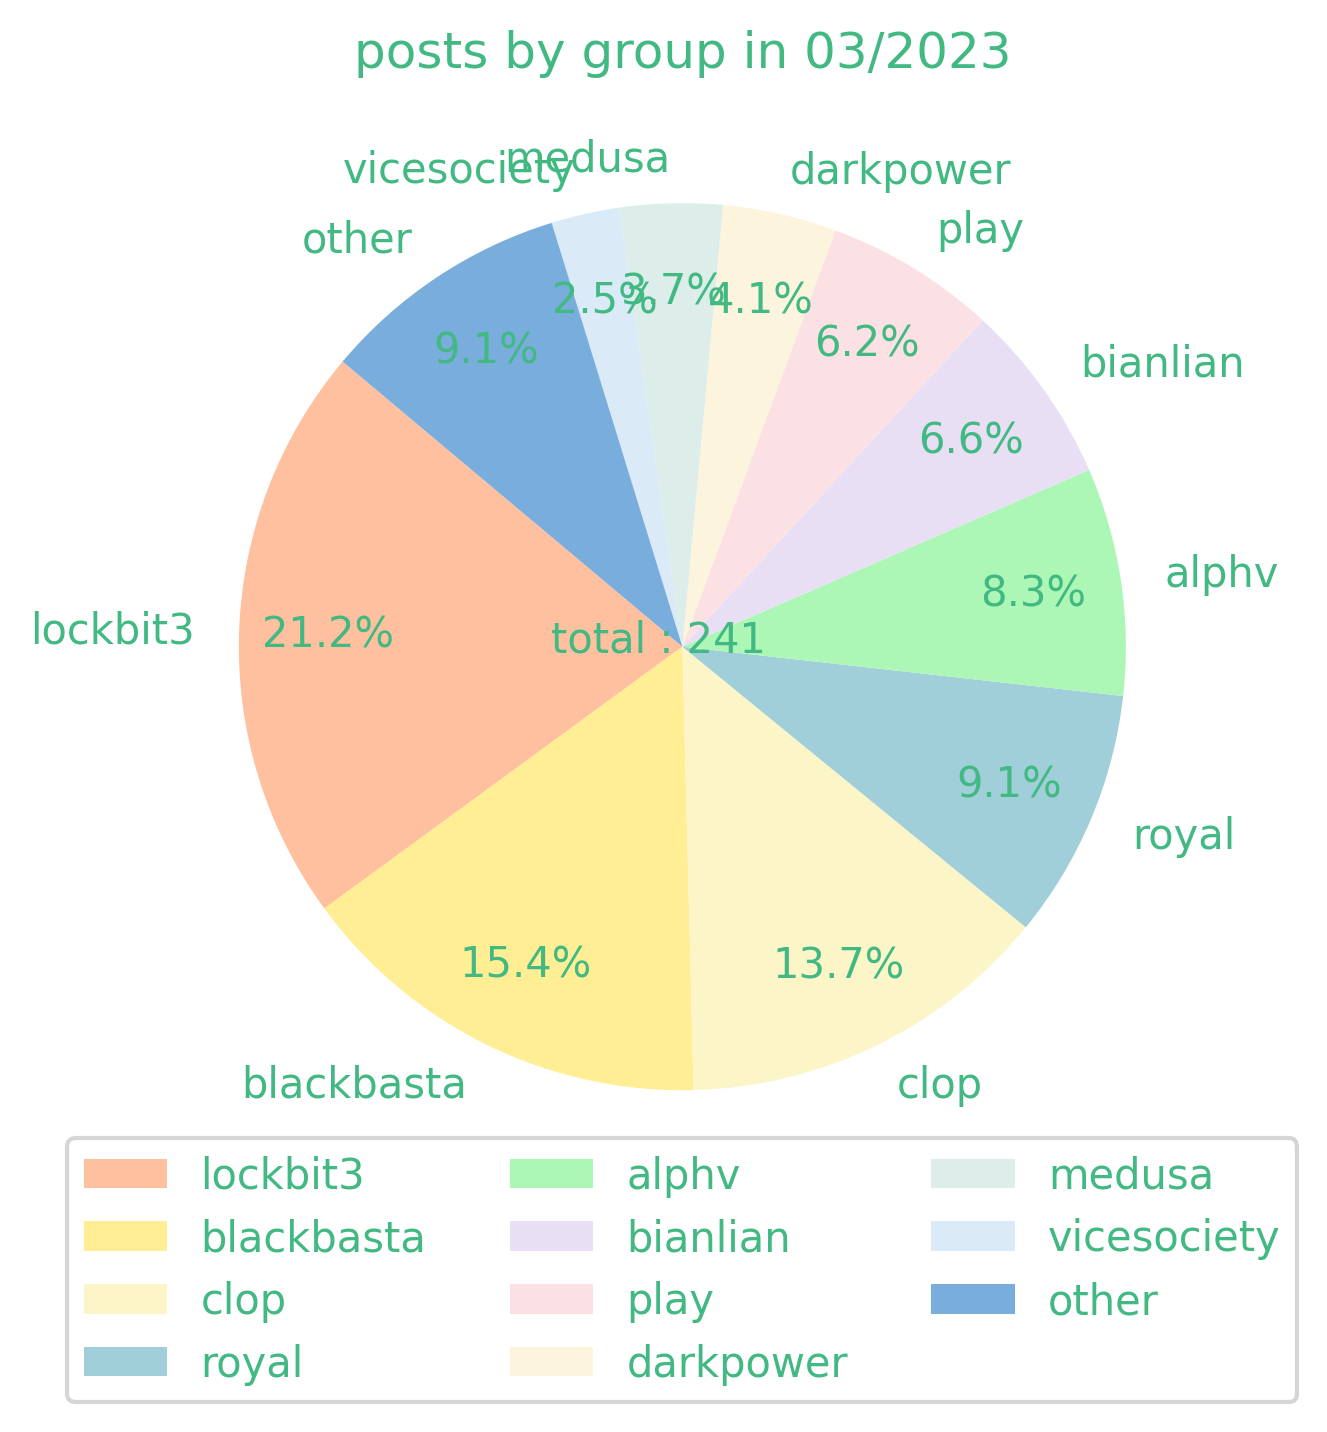 posts by group in 03/2023
medusa
vicesociety
darkpower
play
other
3.7%
2.5%
4.1%
6.2%
9.1%
bianlian
6.6%
alphv
8.3%
lockbit3
21.2%
total : 241
9.1%
royal
15.4%
13.7%
blackbasta
clop
lockbit3
blackbasta
clop
royal
alphv
bianlian
play
darkpower
medusa
vicesociety
other